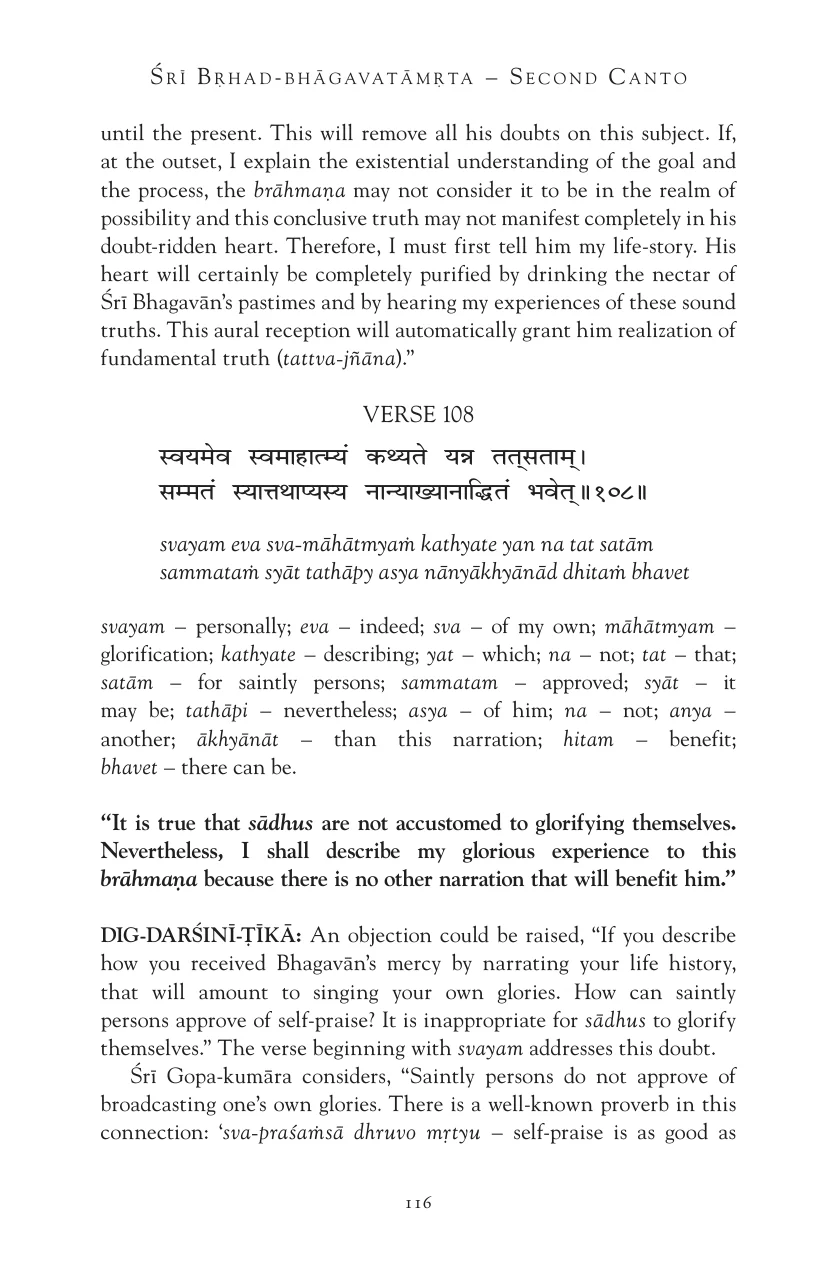 Śrī Bṛhad-bhāgavatāmṛta – Second Canto
until the present. This will remove all his doubts on this subject. If,
at the outset, I explain the existential understanding of the goal and
the process, the brāhmaṇa may not consider it to be in the realm of
possibility and this conclusive truth may not manifest completely in his
doubt-ridden heart. Therefore, I must first tell him my life-story. His
heart will certainly be completely purified by drinking the nectar of
Śrī Bhagavān’s pastimes and by hearing my experiences of these sound
truths. This aural reception will automatically grant him realization of
fundamental truth (tattva-jñāna).”
VERSE 108
स्वयमेव स्वमाहात्म्यं कथ्यते यन्न तत्सताम्।
सम्मतं स्यात्तथाप्यस्य नान्याख्यानाद्धितं भवेत्॥१०८॥
svayam eva sva-māhātmyaṁ kathyate yan na tat satām
sammataṁ syāt tathāpy asya nānyākhyānād dhitaṁ bhavet
svayam – personally; eva – indeed; sva – of my own; māhātmyam –
glorification; kathyate – describing; yat – which; na – not; tat – that;
satām – for saintly persons; sammatam – approved; syāt – it
may be; tathāpi – nevertheless; asya – of him; na – not; anya –
another; ākhyānāt – than this narration; hitam – benefit;
bhavet – there can be.
“It is true that sādhus are not accustomed to glorifying themselves.
Nevertheless, I shall describe my glorious experience to this
brāhmaṇa because there is no other narration that will benefit him.”
DIG-DARŚINĪ-ṬĪKĀ: An objection could be raised, “If you describe
how you received Bhagavān’s mercy by narrating your life history,
that will amount to singing your own glories. How can saintly
persons approve of self-praise? It is inappropriate for sādhus to glorify
themselves.” The verse beginning with svayam addresses this doubt.
Śrī Gopa-kumāra considers, “Saintly persons do not approve of
broadcasting one’s own glories. There is a well-known proverb in this
connection: ‘sva-praśaṁsā dhruvo mṛtyu – self-praise is as good as
116